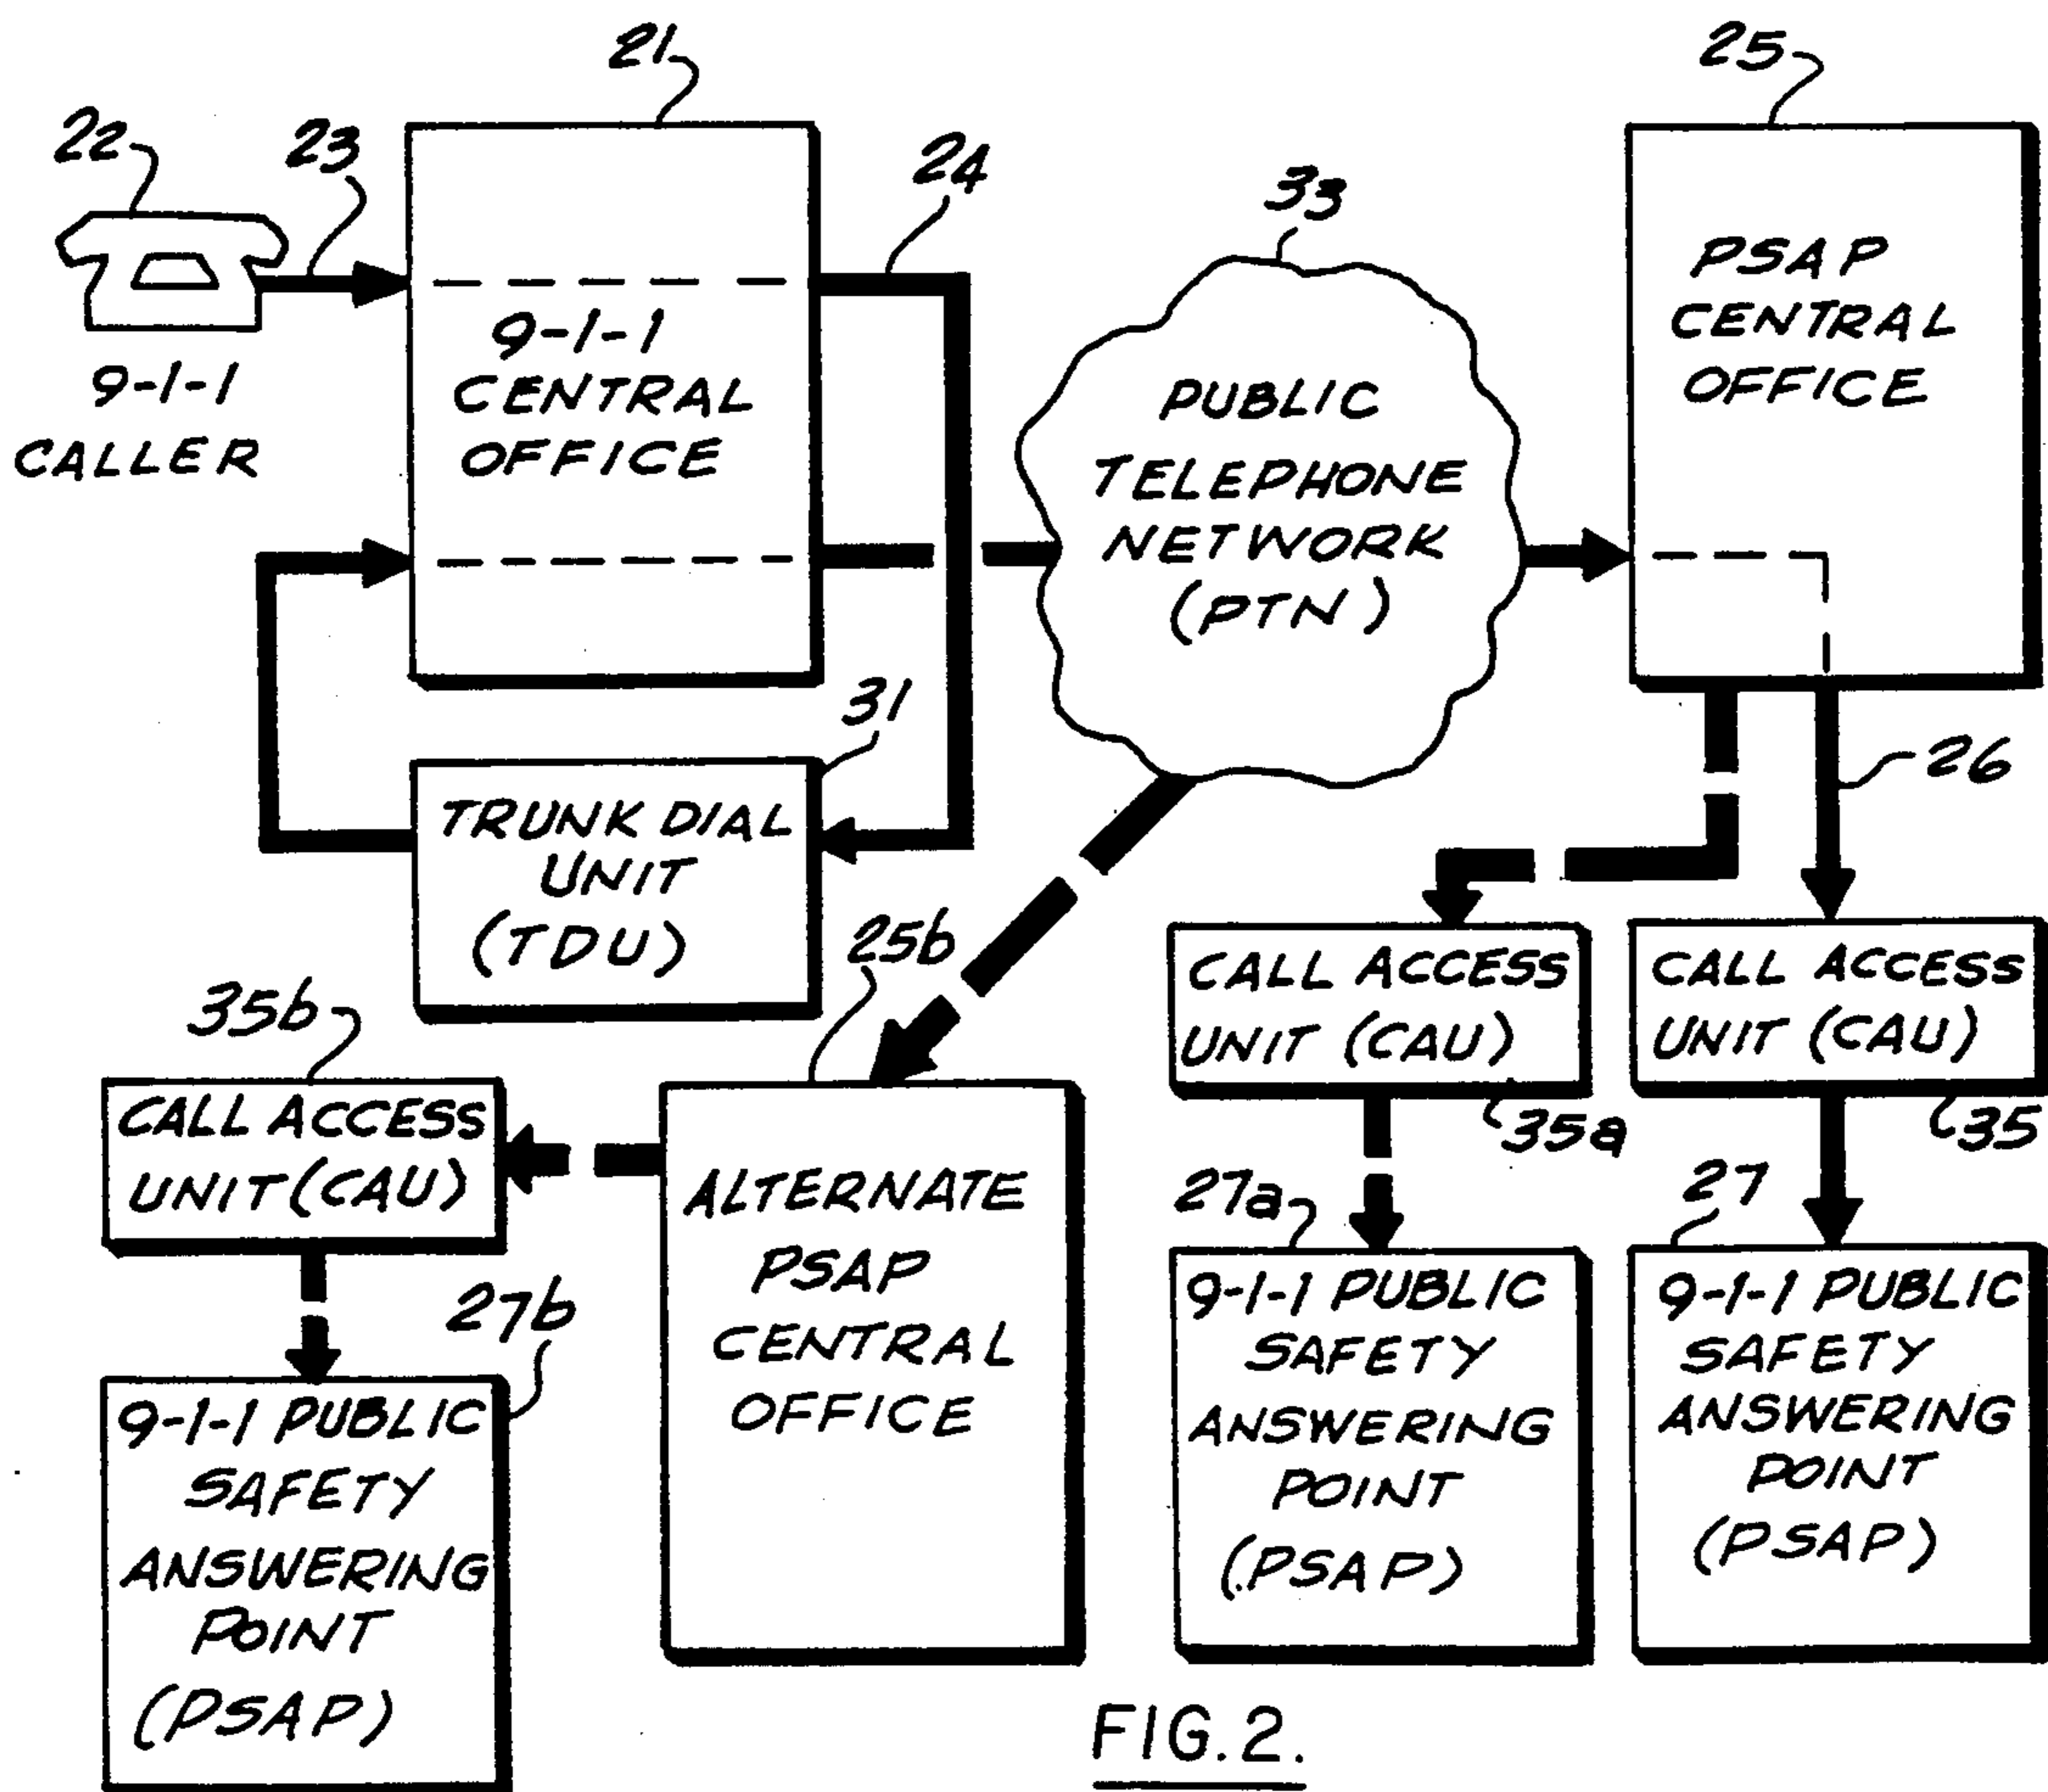 21
25
22
23
24
33
9-1-1
CALLER
9-1-1
CENTRAL
OFFICE
PUBLIC
TELEPHONE
NETWORK
(PTN)
PSAP
CENTRAL
OFFICE
31
26
TRUNK DIAL
UNIT
(TDU)
25b
35b
CALL ACCESS
UNIT (CAU)
35a
CALL ACCESS
UNIT (CAU)
35
CALL ACCESS
UNIT (CAU)
27b
ALTERNATE
PSAP
CENTRAL
OFFICE
27a
27
9-1-1 PUBLIC
SAFETY
ANSWERING
POINT
(PSAP)
9-1-1 PUBLIC
SAFETY
ANSWERING
POINT
(PSAP)
9-1-1 PUBLIC
SAFETY
ANSWERING
POINT
(PSAP)
FIG. 2.